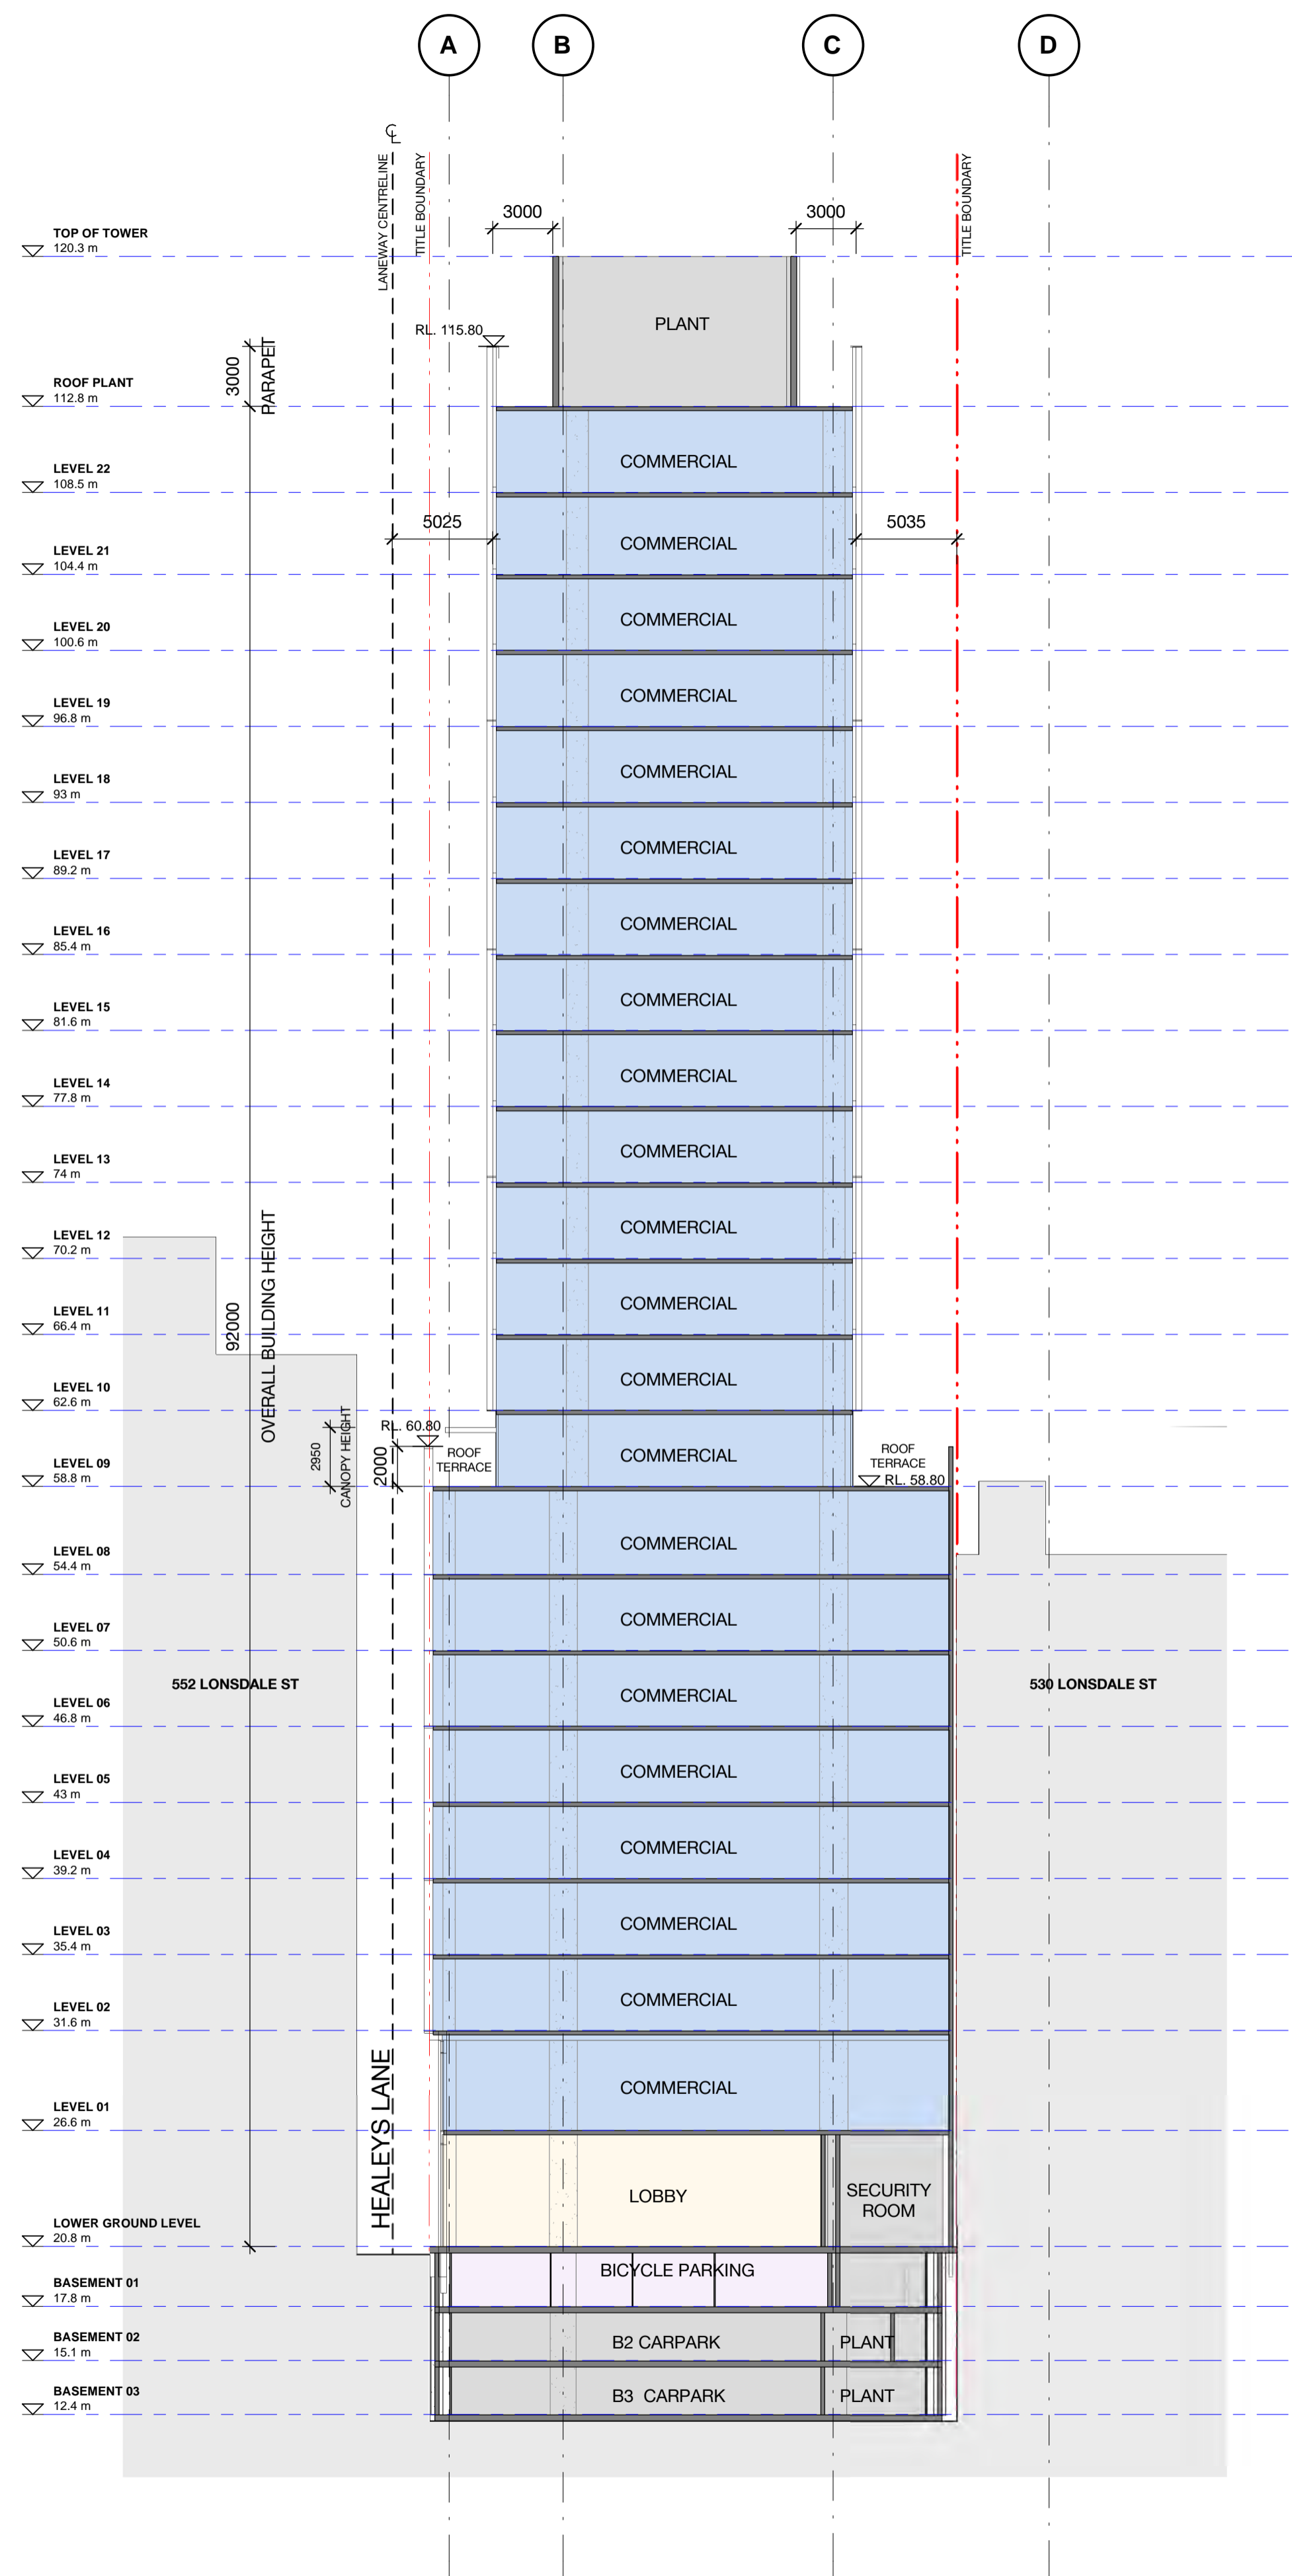 A
B
C
D
℄
LANEWAY CENTRELINE
TITLE BOUNDARY
TITLE BOUNDARY
3000
3000
TOP OF TOWER
120.3 m
PLANT
RL. 115.80
3000
PARAPET
ROOF PLANT
112.8 m
COMMERCIAL
LEVEL 22
108.5 m
5025
5035
COMMERCIAL
LEVEL 21
104.4 m
COMMERCIAL
LEVEL 20
100.6 m
COMMERCIAL
LEVEL 19
96.8 m
COMMERCIAL
LEVEL 18
93 m
COMMERCIAL
LEVEL 17
89.2 m
COMMERCIAL
LEVEL 16
85.4 m
COMMERCIAL
LEVEL 15
81.6 m
COMMERCIAL
LEVEL 14
77.8 m
COMMERCIAL
LEVEL 13
74 m
COMMERCIAL
LEVEL 12
70.2 m
COMMERCIAL
LEVEL 11
66.4 m
92000
OVERALL BUILDING HEIGHT
COMMERCIAL
LEVEL 10
62.6 m
2950
CANOPY HEIGHT
RL. 60.80
2000
ROOF
TERRACE
COMMERCIAL
ROOF
TERRACE
RL. 58.80
LEVEL 09
58.8 m
COMMERCIAL
LEVEL 08
54.4 m
COMMERCIAL
LEVEL 07
50.6 m
552 LONSDALE ST
530 LONSDALE ST
COMMERCIAL
LEVEL 06
46.8 m
COMMERCIAL
LEVEL 05
43 m
COMMERCIAL
LEVEL 04
39.2 m
COMMERCIAL
LEVEL 03
35.4 m
COMMERCIAL
LEVEL 02
31.6 m
HEALEYS LANE
COMMERCIAL
LEVEL 01
26.6 m
LOBBY
SECURITY
ROOM
LOWER GROUND LEVEL
20.8 m
BICYCLE PARKING
BASEMENT 01
17.8 m
B2 CARPARK
PLANT
BASEMENT 02
15.1 m
B3 CARPARK
PLANT
BASEMENT 03
12.4 m